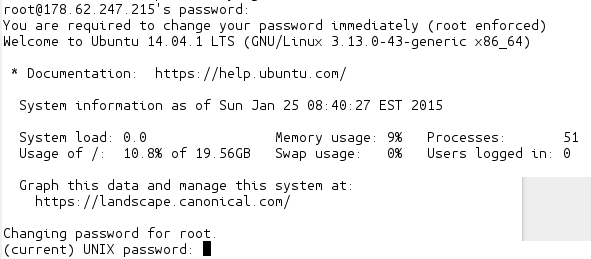 root@178.62.247.215's password:
You are required to change your password immediately (root enforced)
Welcome to Ubuntu 14.04.1 LTS (GNU/Linux 3.13.0-43-generic x86_64)
* Documentation:  https://help.ubuntu.com/
System information as of Sun Jan 25 08:40:27 EST 2015
System load: 0.0               Memory usage: 9%   Processes:       51
Usage of /:  10.8% of 19.56GB   Swap usage:   0%   Users logged in: 0
Graph this data and manage this system at:
https://landscape.canonical.com/
Changing password for root.
(current) UNIX password: